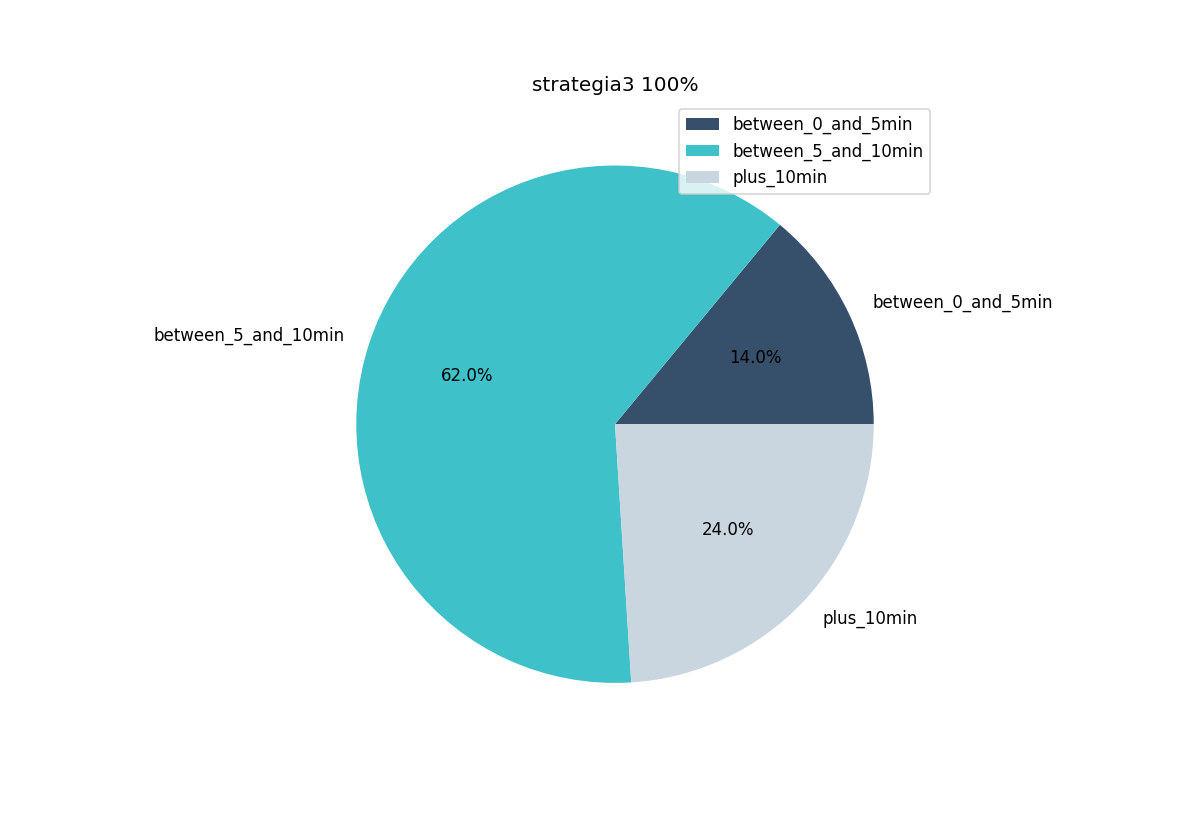 strategia3 100%
between_0_and_5min
between_5_and_10min
plus_10min
between_0_and_5min
between_5_and_10min
14.0%
62.0%
24.0%
plus_10min